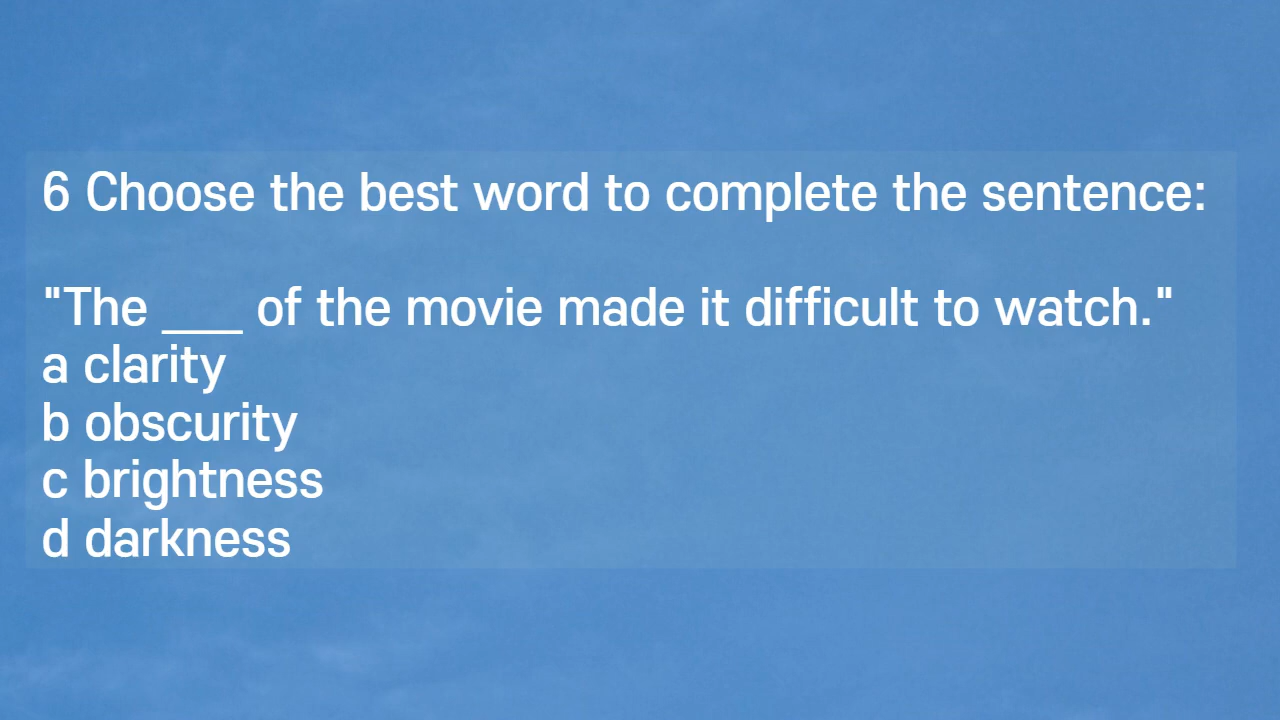 6 Choose the best word to complete the sentence:
"The ___ of the movie made it difficult to watch."
a clarity
b obscurity
c brightness
d darkness